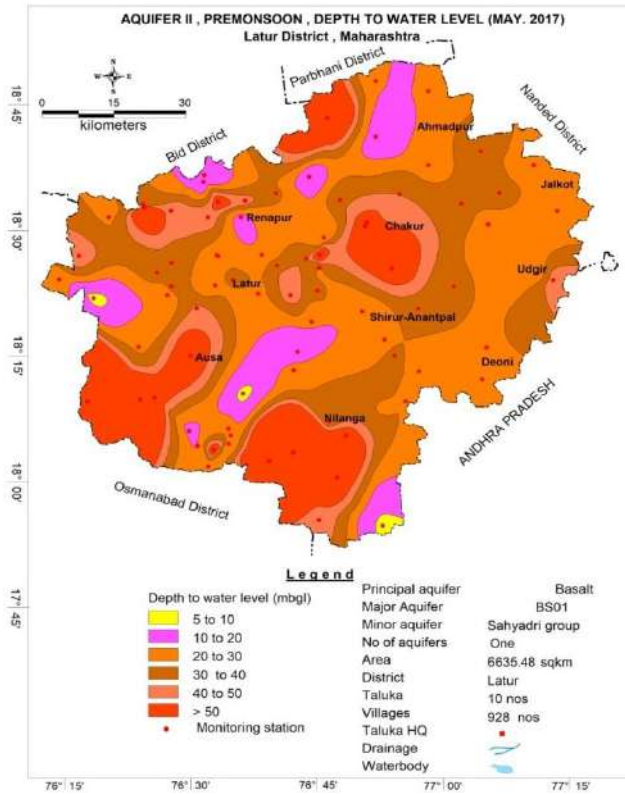 AQUIFER II , PREMONSOON , DEPTH TO WATER LEVEL (MAY. 2017)
Latur District , Maharashtra
N
W E
S
0 15 30
kilometers
Parbhani District
Bid District
Nanded District
Ahmadpur
Jalkot
Renapur
Chakur
Udgir
Latur
Shirur-Anantpal
Ausa
Deoni
Nilanga
ANDHRA PRADESH
Osmanabad District
18° 45'
18° 30'
18° 15'
18° 00'
17° 45'
Legend
Depth to water level (mbgl)
5 to 10
10 to 20
20 to 30
30 to 40
40 to 50
> 50
Monitoring station
Principal aquifer Basalt
Major Aquifer BS01
Minor aquifer Sahyadri group
No of aquifers One
Area 6635.48 sqkm
District Latur
Taluka 10 nos
Villages 928 nos
Taluka HQ
Drainage
Waterbody
76° 15' 76° 30' 76° 45' 77° 00' 77° 15'